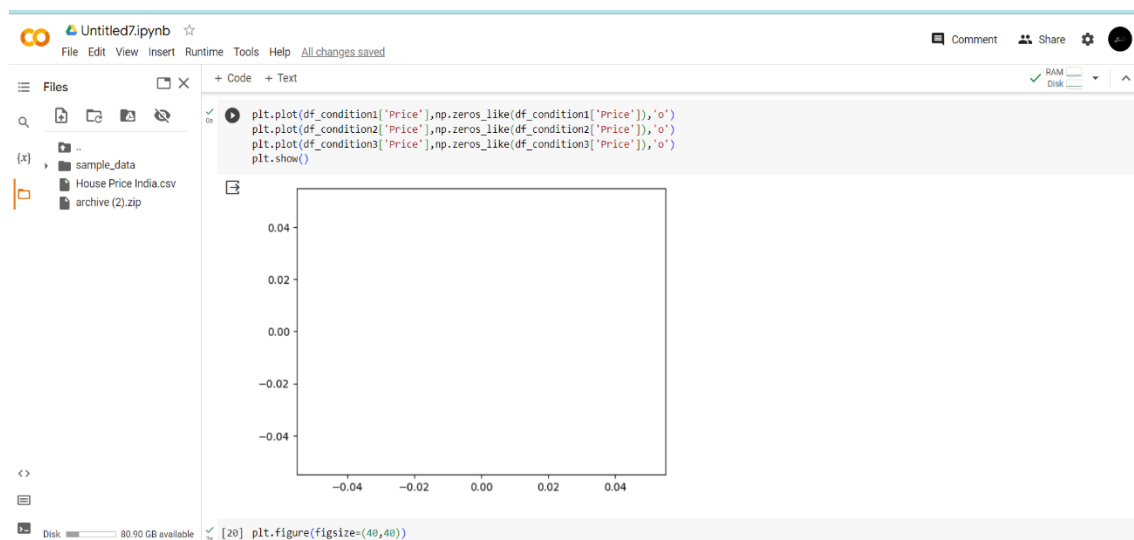 Untitled7.ipynb
File Edit View Insert Runtime Tools Help All changes saved
Comment
Share
Files
+ Code + Text
RAM
Disk
{x}
..
sample_data
House Price India.csv
archive (2).zip
0s
plt.plot(df_condition1['Price'],np.zeros_like(df_condition1['Price']),'o')
plt.plot(df_condition2['Price'],np.zeros_like(df_condition2['Price']),'o')
plt.plot(df_condition3['Price'],np.zeros_like(df_condition3['Price']),'o')
plt.show()
0.04
0.02
0.00
−0.02
−0.04
−0.04 −0.02 0.00 0.02 0.04
Disk 80.90 GB available
[20] plt.figure(figsize=(40,40))